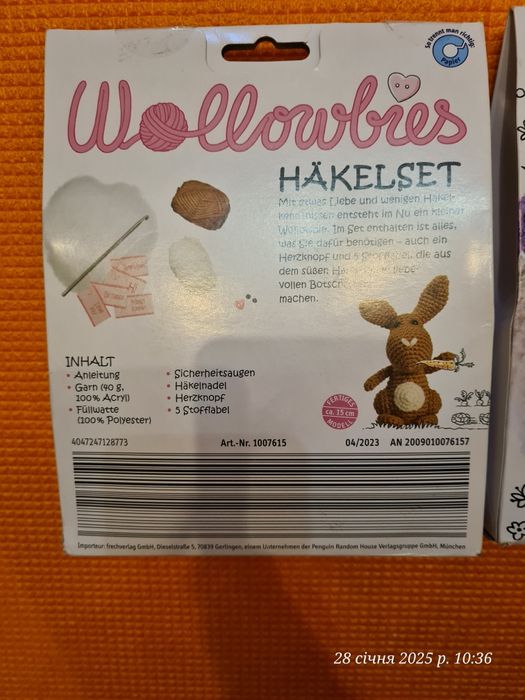 So trennt man richtig:
Papier
Wollowbies
HÄKELSET
Mit etwas Liebe und wenigen Häkel-
kenntnissen entsteht im Nu ein kleiner
Wollowbie. Im Set enthalten ist alles,
was Sie dafür benötigen – auch ein
Herzknopf und 5 Stofflabel, die aus
dem süßen
vollen
machen.
INHALT
• Anleitung
• Garn (40 g,
100% Acryl)
• Füllwatte
(100% Polyester)
• Sicherheitsaugen
• Häkelnadel
• Herzknopf
• 5 Stofflabel
FERTIGES
ca. 15 cm
MODELL
4047247128773 Art.-Nr. 1007615 04/2023 AN 2009010076157
Importeur: frechverlag GmbH, Dieselstraße 5, 70839 Gerlingen, einem Unternehmen der Penguin Random House Verlagsgruppe GmbH, München
28 січня 2025 р. 10:36